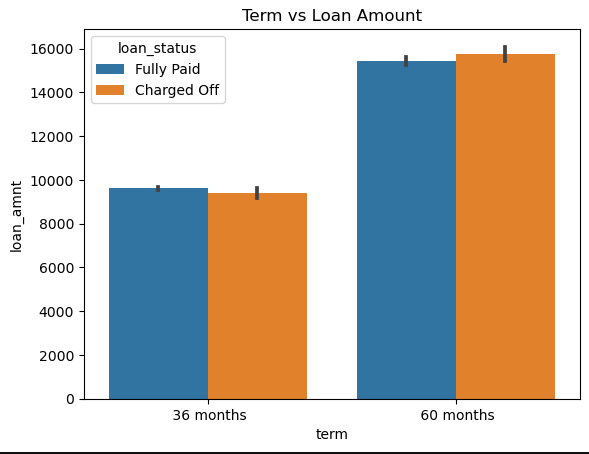 Term vs Loan Amount
loan_status
Fully Paid
Charged Off
16000
14000
12000
10000
8000
6000
4000
2000
0
loan_amnt
36 months
60 months
term